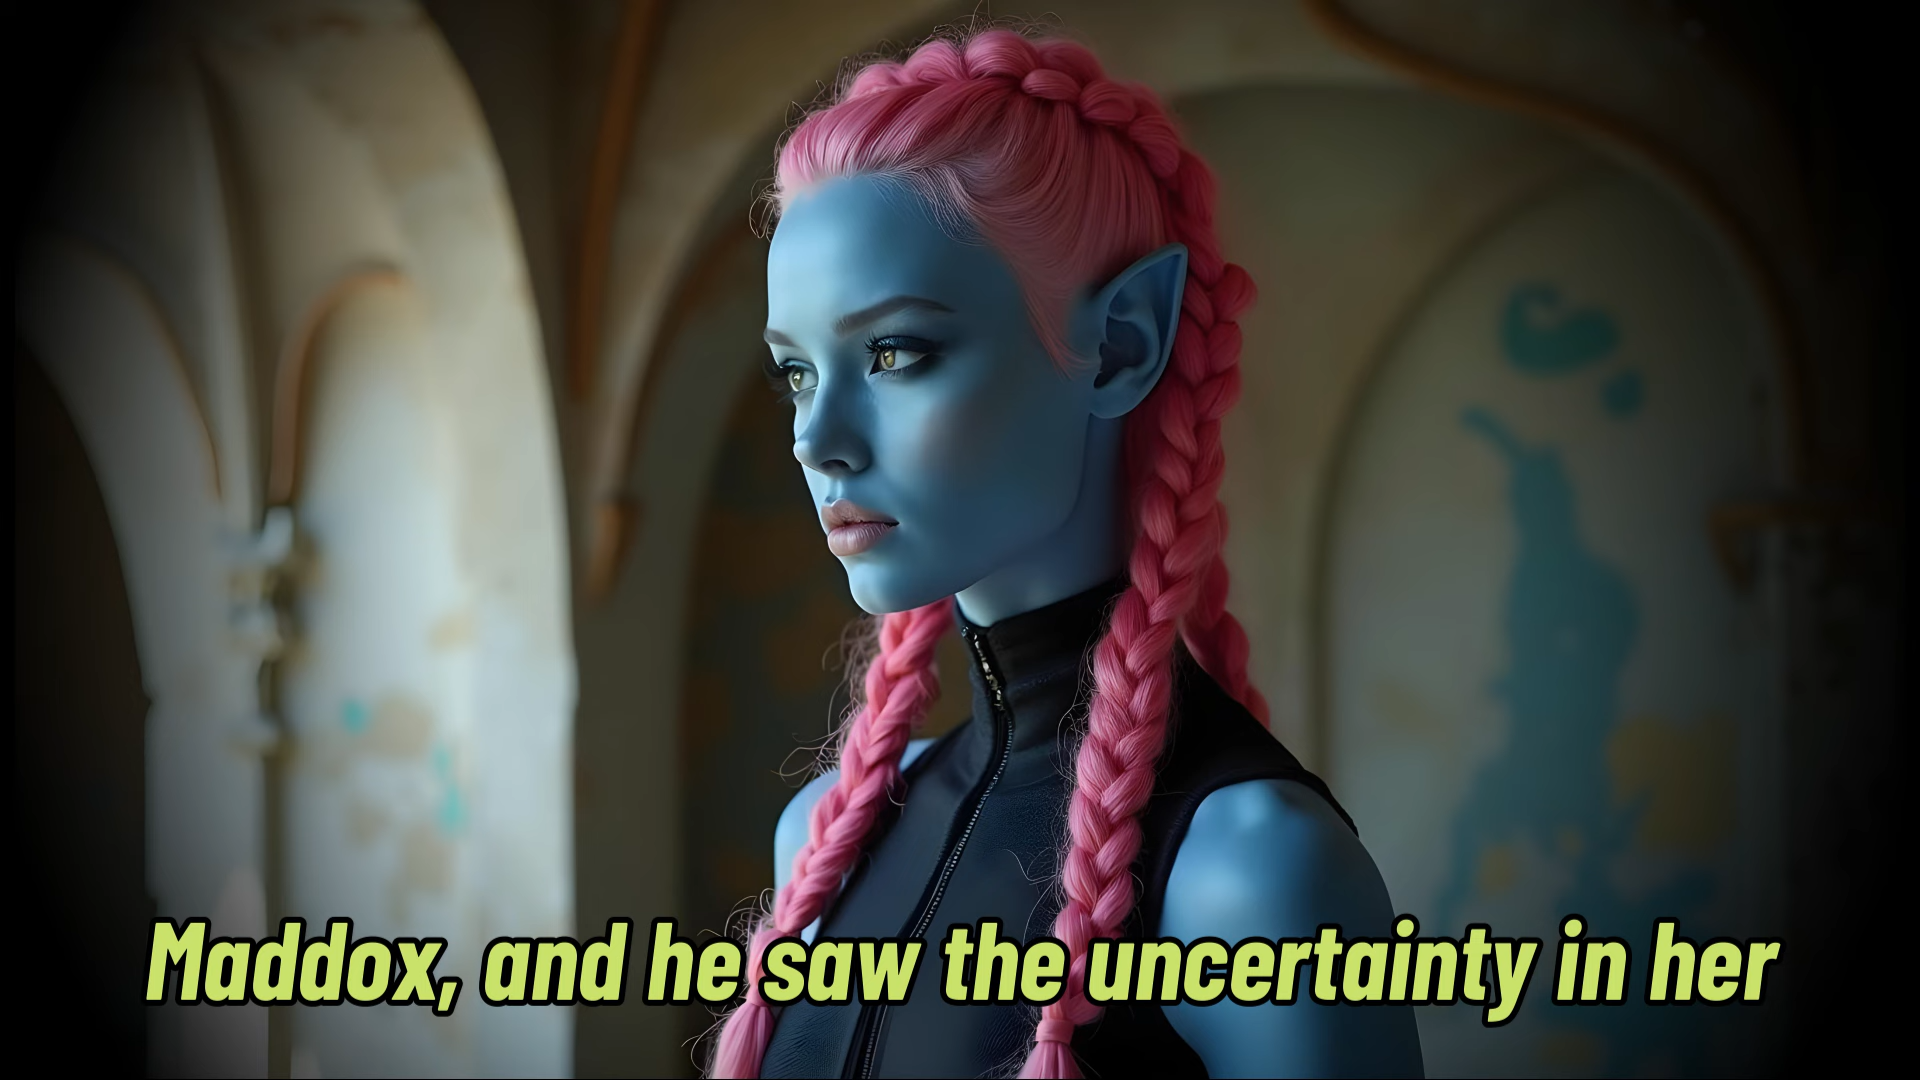 Maddox, and he saw the uncertainty in her